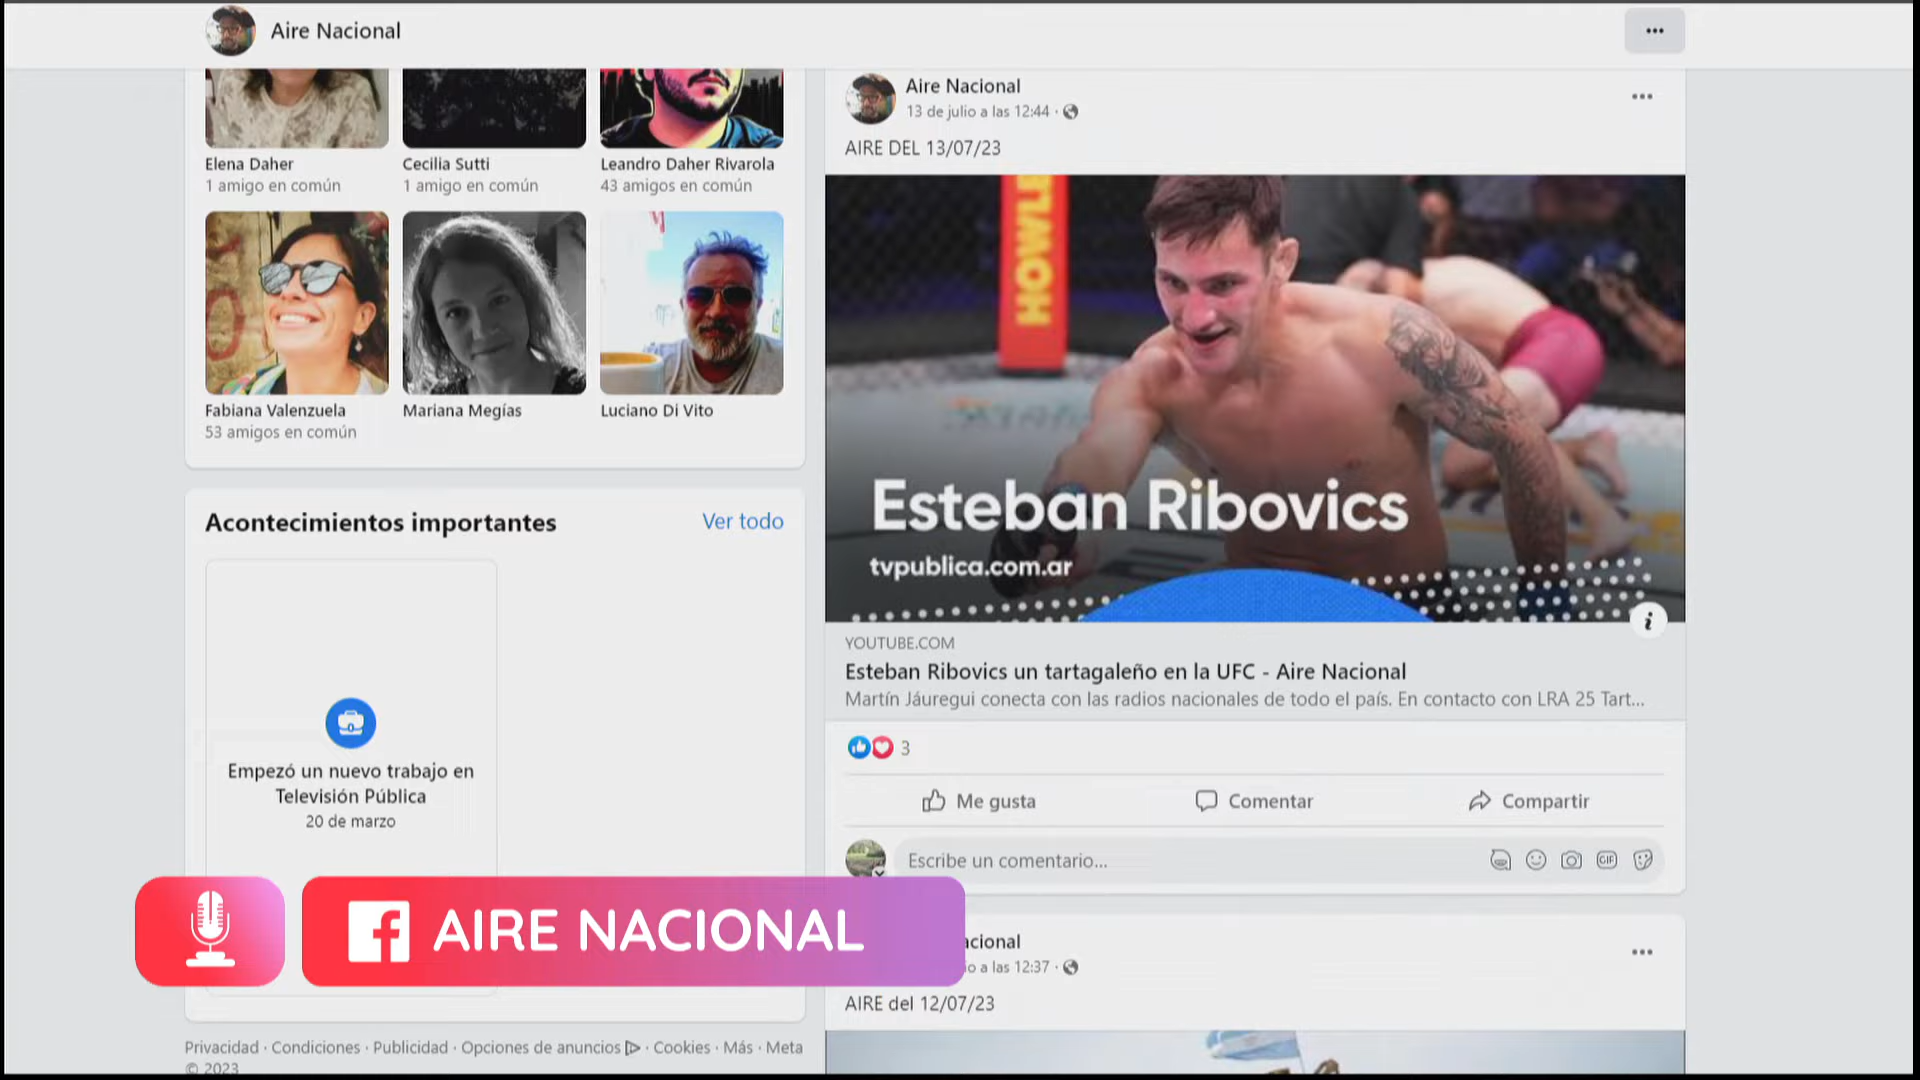 Aire Nacional
Elena Daher
1 amigo en común
Cecilia Sutti
1 amigo en común
Leandro Daher Rivarola
43 amigos en común
Fabiana Valenzuela
53 amigos en común
Mariana Megías
Luciano Di Vito
Acontecimientos importantes
Ver todo
Empezó un nuevo trabajo en
Televisión Pública
20 de marzo
Privacidad · Condiciones · Publicidad · Opciones de anuncios · Cookies · Más · Meta
© 2023
Aire Nacional
13 de julio a las 12:44 ·
AIRE DEL 13/07/23
HOWL
Esteban Ribovics
tvpublica.com.ar
YOUTUBE.COM
Esteban Ribovics un tartagaleño en la UFC - Aire Nacional
Martín Jáuregui conecta con las radios nacionales de todo el país. En contacto con LRA 25 Tart...
3
Me gusta
Comentar
Compartir
Escribe un comentario...
GIF
AIRE NACIONAL
acional
io a las 12:37 ·
AIRE del 12/07/23